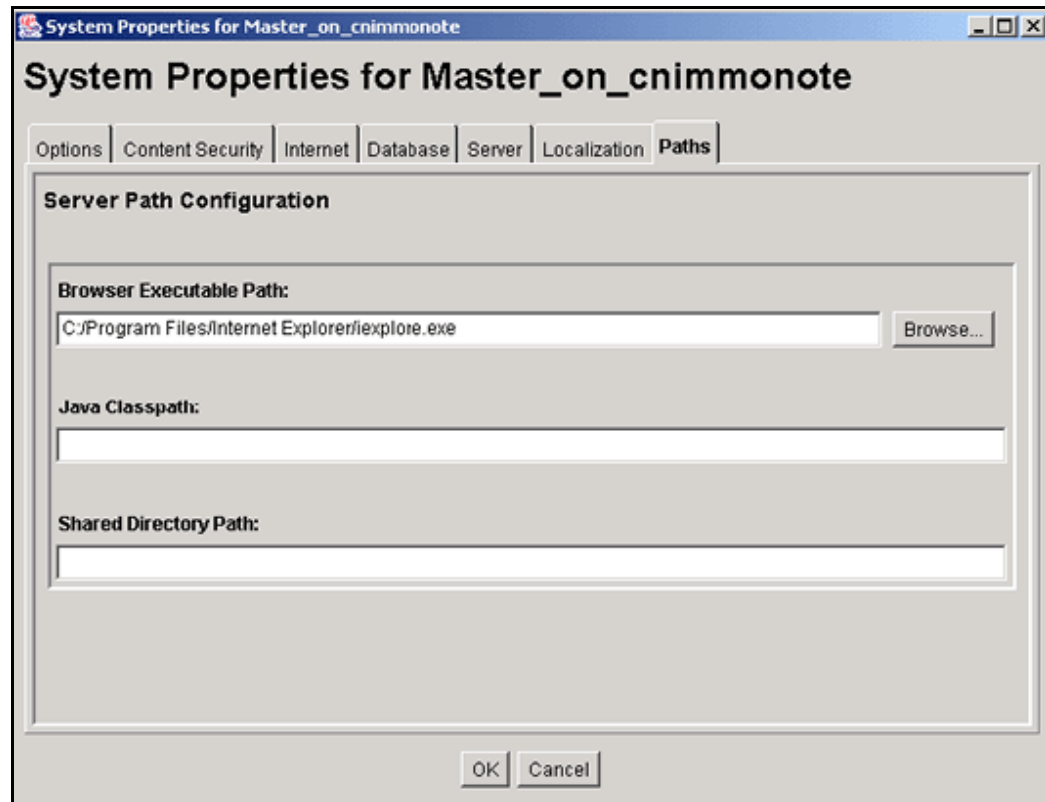 System Properties for Master_on_cnimmonote
System Properties for Master_on_cnimmonote
Options Content Security Internet Database Server Localization Paths
Server Path Configuration
Browser Executable Path:
C:/Program Files/Internet Explorer/iexplore.exe Browse...
Java Classpath:
Shared Directory Path:
OK Cancel